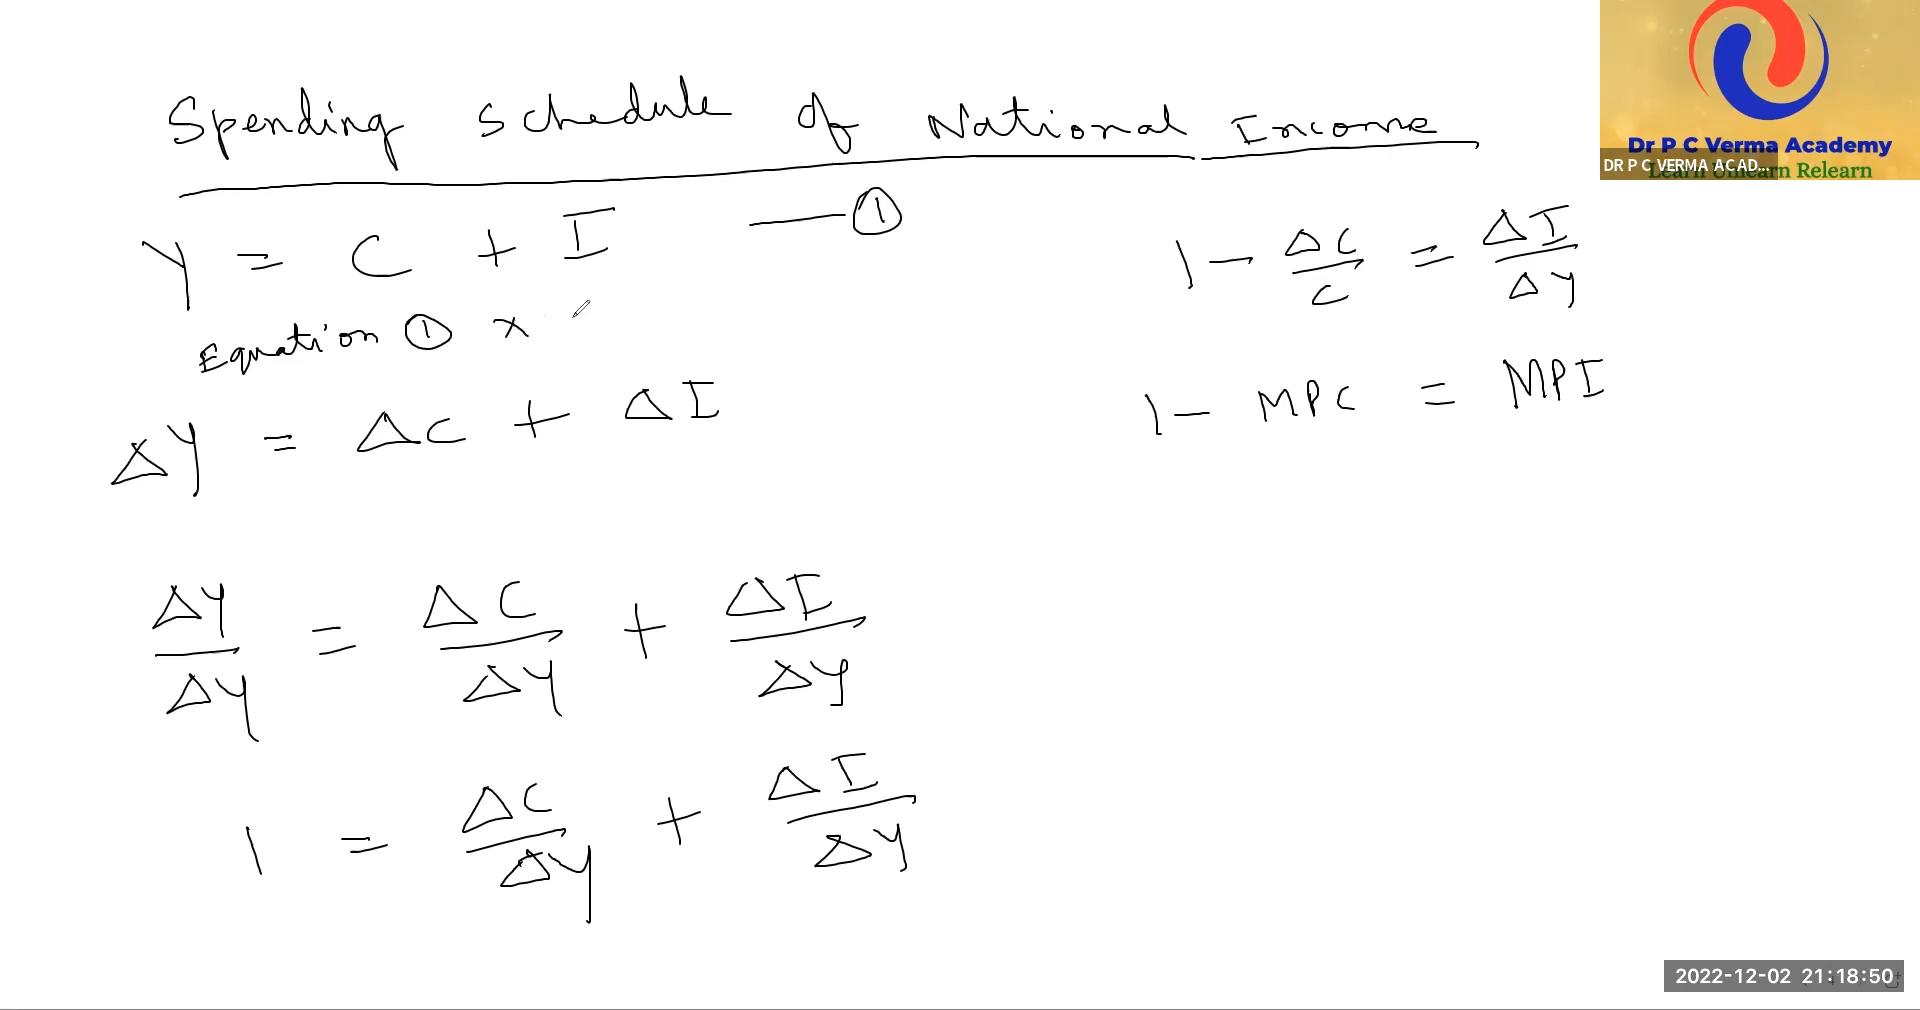 Spending schedule of National Income
Y = C + I —— ①
Equation ① ×
ΔY = ΔC + ΔI
ΔY/ΔY = ΔC/ΔY + ΔI/ΔY
1 = ΔC/ΔY + ΔI/ΔY
1 - ΔC/C = ΔI/ΔY
1 - MPC = MPI
Dr P C Verma Academy
DR P C VERMA ACAD...
Learn Unlearn Relearn
2022-12-02 21:18:50